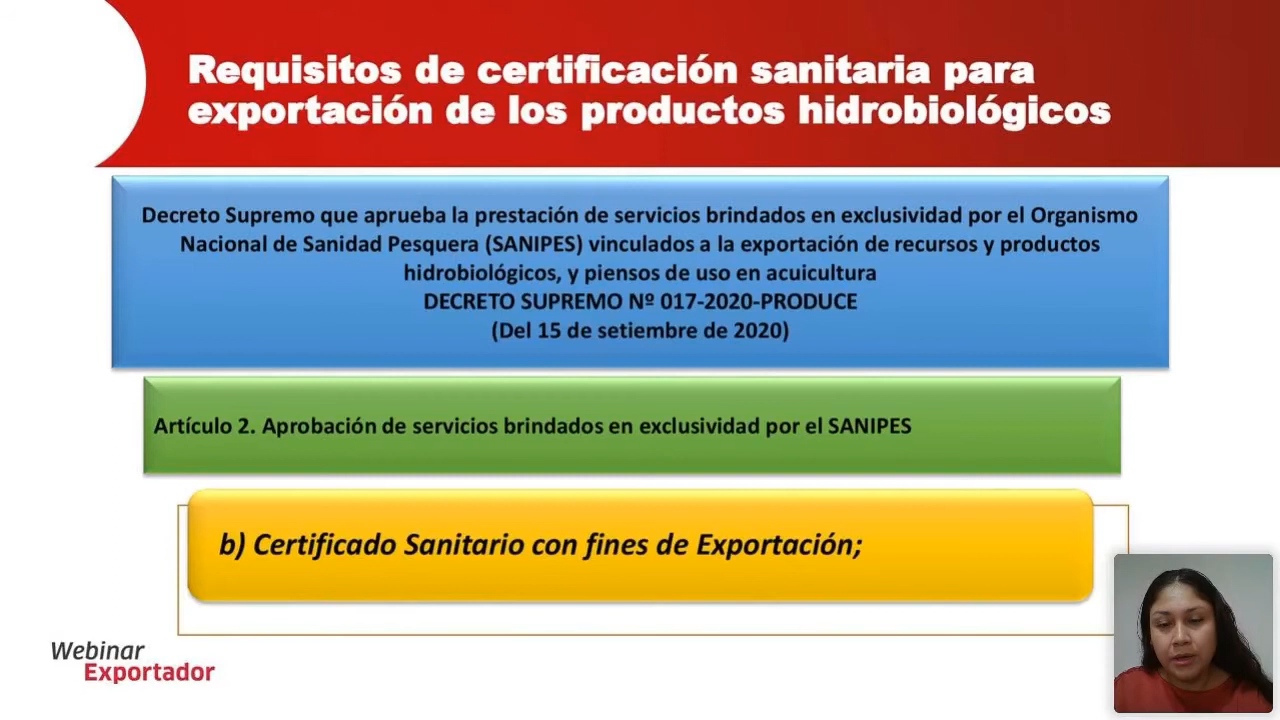 Requisitos de certificación sanitaria para
exportación de los productos hidrobiológicos
Decreto Supremo que aprueba la prestación de servicios brindados en exclusividad por el Organismo
Nacional de Sanidad Pesquera (SANIPES) vinculados a la exportación de recursos y productos
hidrobiológicos, y piensos de uso en acuicultura
DECRETO SUPREMO Nº 017-2020-PRODUCE
(Del 15 de setiembre de 2020)
Artículo 2. Aprobación de servicios brindados en exclusividad por el SANIPES
b) Certificado Sanitario con fines de Exportación;
Webinar
Exportador